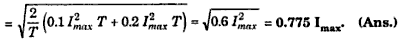 = √(2/T (0.1 I²max T + 0.2 I²max T)) = √(0.6 I²max) = 0.775 Imax. (Ans.)